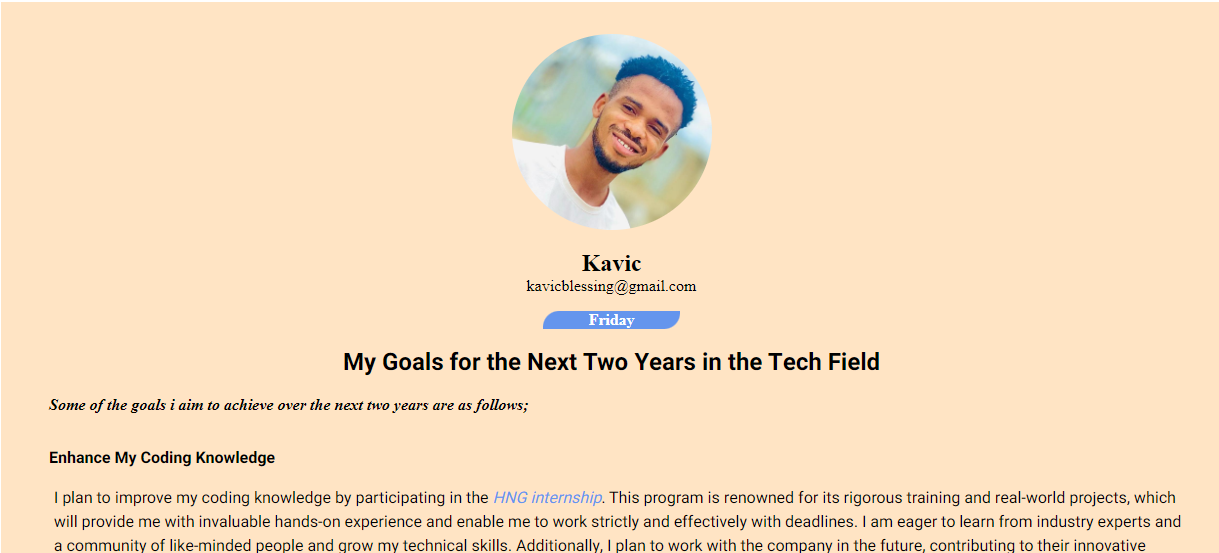 Kavic
kavicblessing@gmail.com
Friday
My Goals for the Next Two Years in the Tech Field
Some of the goals i aim to achieve over the next two years are as follows;
Enhance My Coding Knowledge
I plan to improve my coding knowledge by participating in the HNG internship. This program is renowned for its rigorous training and real-world projects, which
will provide me with invaluable hands-on experience and enable me to work strictly and effectively with deadlines. I am eager to learn from industry experts and
a community of like-minded people and grow my technical skills. Additionally, I plan to work with the company in the future, contributing to their innovative